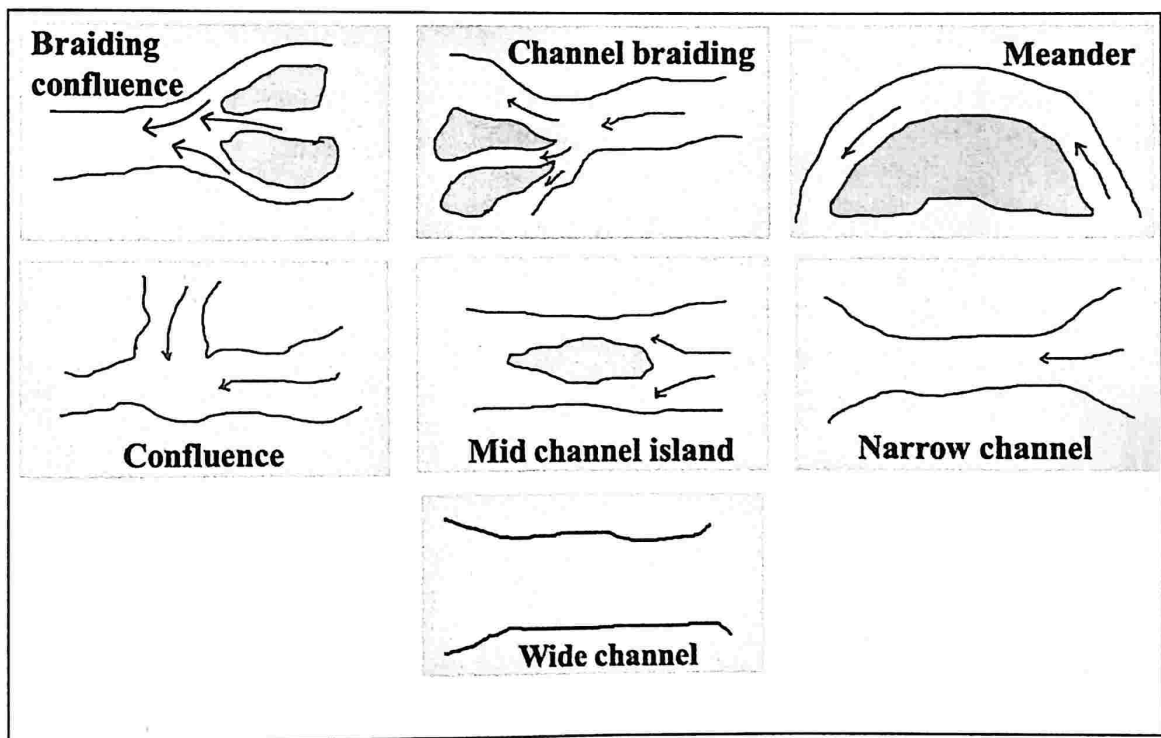 Braiding
confluence
Channel braiding
Meander
Confluence
Mid channel island
Narrow channel
Wide channel